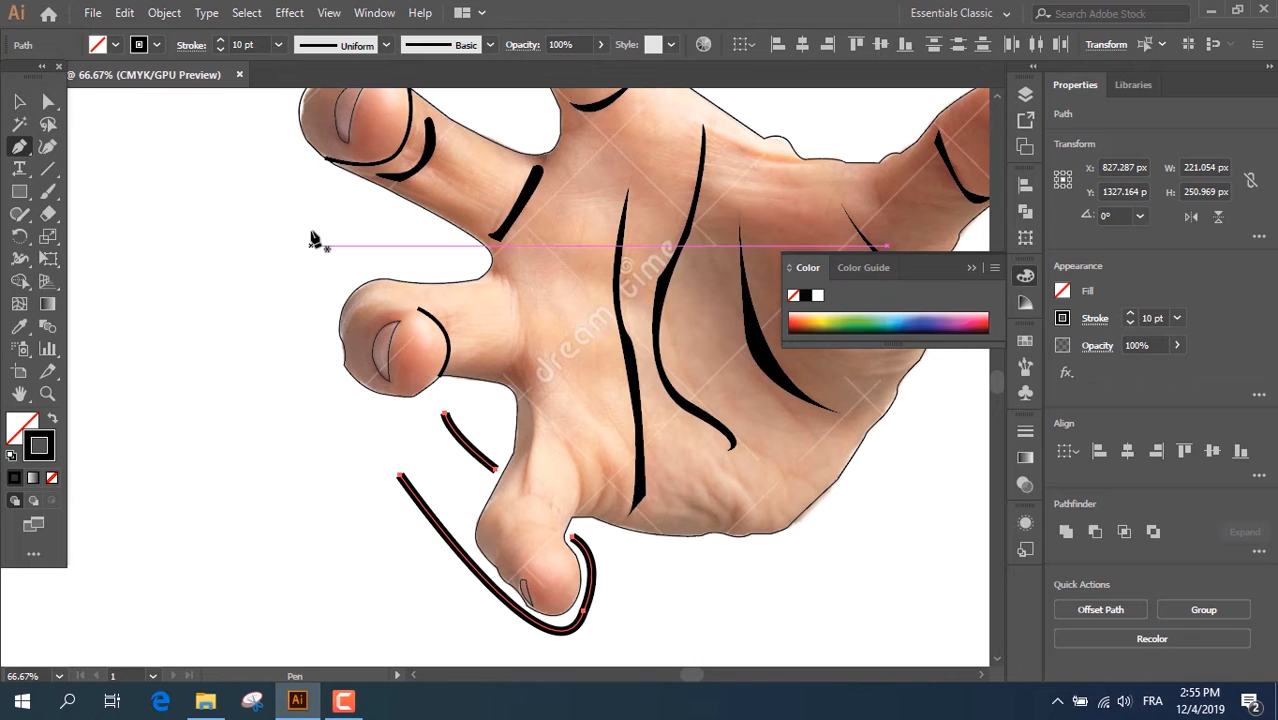 Ai File Edit Object Type Select Effect View Window Help Essentials Classic Search Adobe Stock
Path Stroke: 10 pt Uniform Basic Opacity: 100% Style: Transform
@ 66.67% (CMYK/GPU Preview) × Properties Libraries
Path
Transform
X: 827.287 px W: 221.054 px
Y: 1327.164 p H: 250.969 px
0°
dreamtime
Color Color Guide
Appearance
Fill
Stroke 10 pt
Opacity 100%
fx.
Align
Pathfinder
Expand
Quick Actions
Offset Path Group
Recolor
66.67% 1 Pen
Ai FRA 2:55 PM
12/4/2019 2